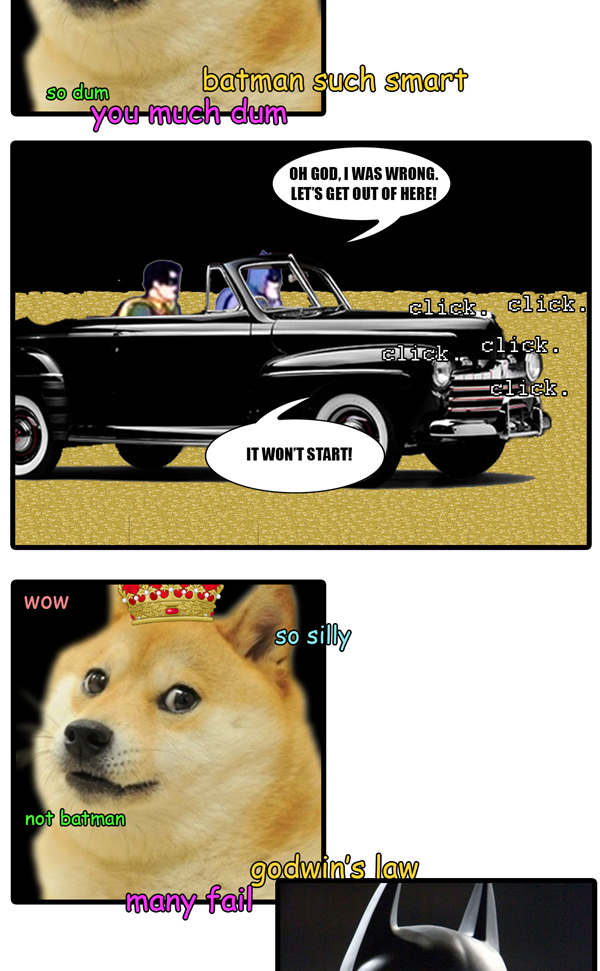 batman such smart
so dum
you much dum
OH GOD, I WAS WRONG.
LET'S GET OUT OF HERE!
click. click.
click. click.
click.
IT WON'T START!
wow
so silly
not batman
godwin's law
many fail